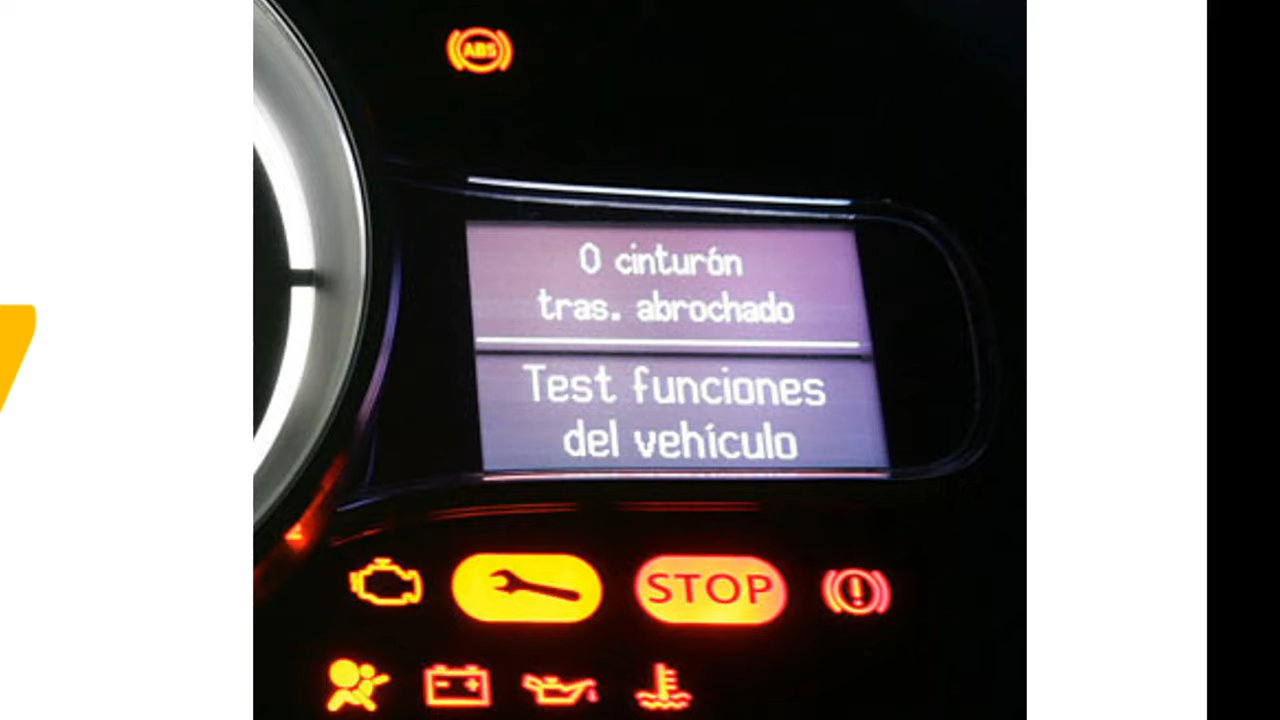 ABS
0 cinturón
tras. abrochado
Test funciones
del vehículo
STOP